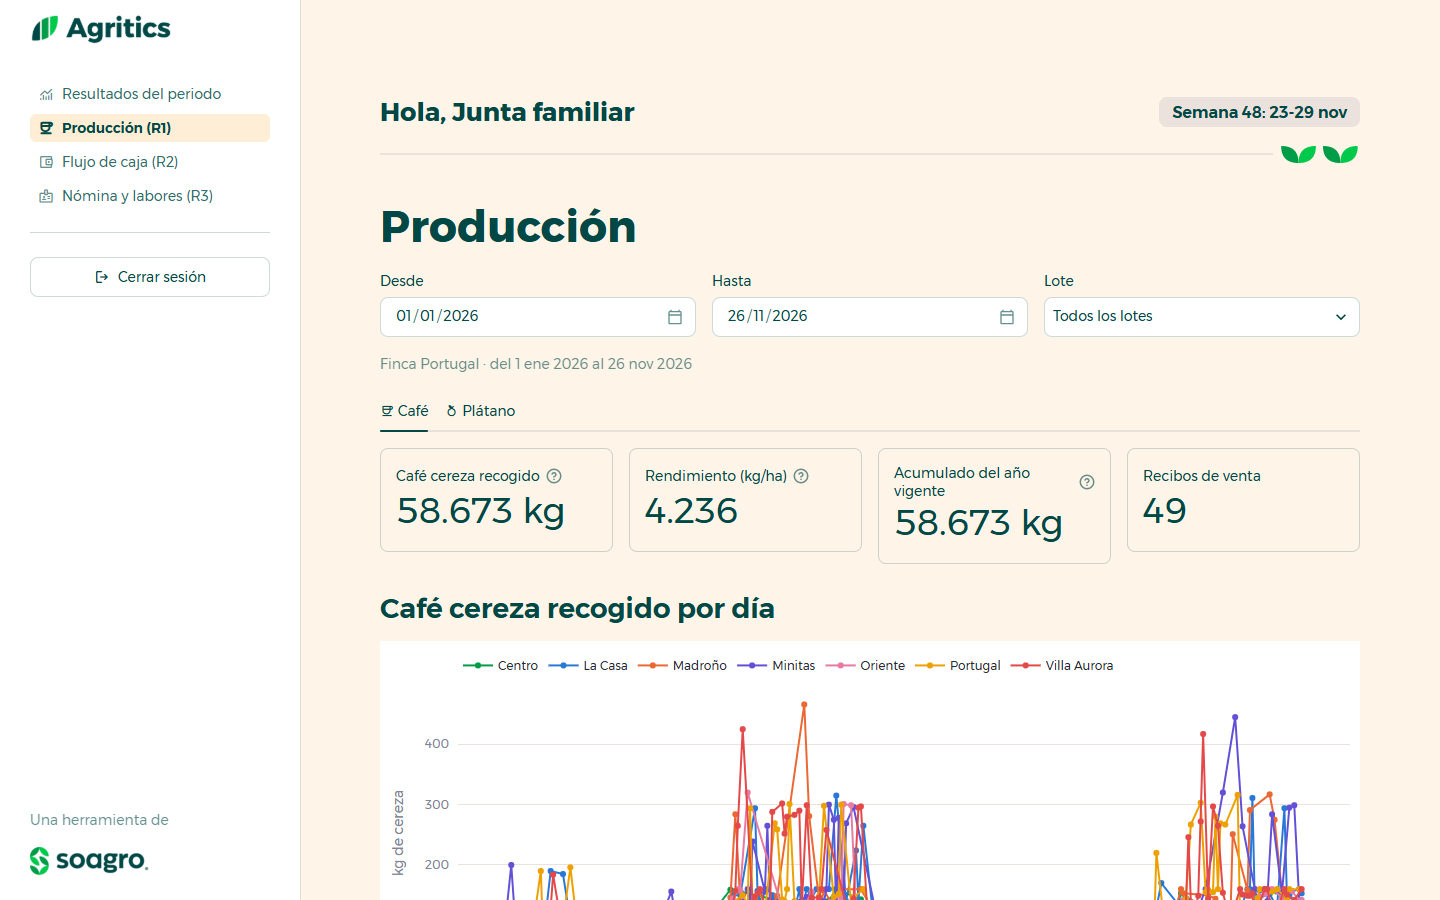 Agritics
Resultados del periodo
Producción (R1)
Flujo de caja (R2)
Nómina y labores (R3)
Cerrar sesión
Una herramienta de
soagro.
Hola, Junta familiar
Semana 48: 23-29 nov
Producción
Desde
Hasta
Lote
01/01/2026
26/11/2026
Todos los lotes
Finca Portugal · del 1 ene 2026 al 26 nov 2026
Café
Plátano
Café cereza recogido
58.673 kg
Rendimiento (kg/ha)
4.236
Acumulado del año
vigente
58.673 kg
Recibos de venta
49
Café cereza recogido por día
Centro La Casa Madroño Minitas Oriente Portugal Villa Aurora
400
300
200
kg de cereza